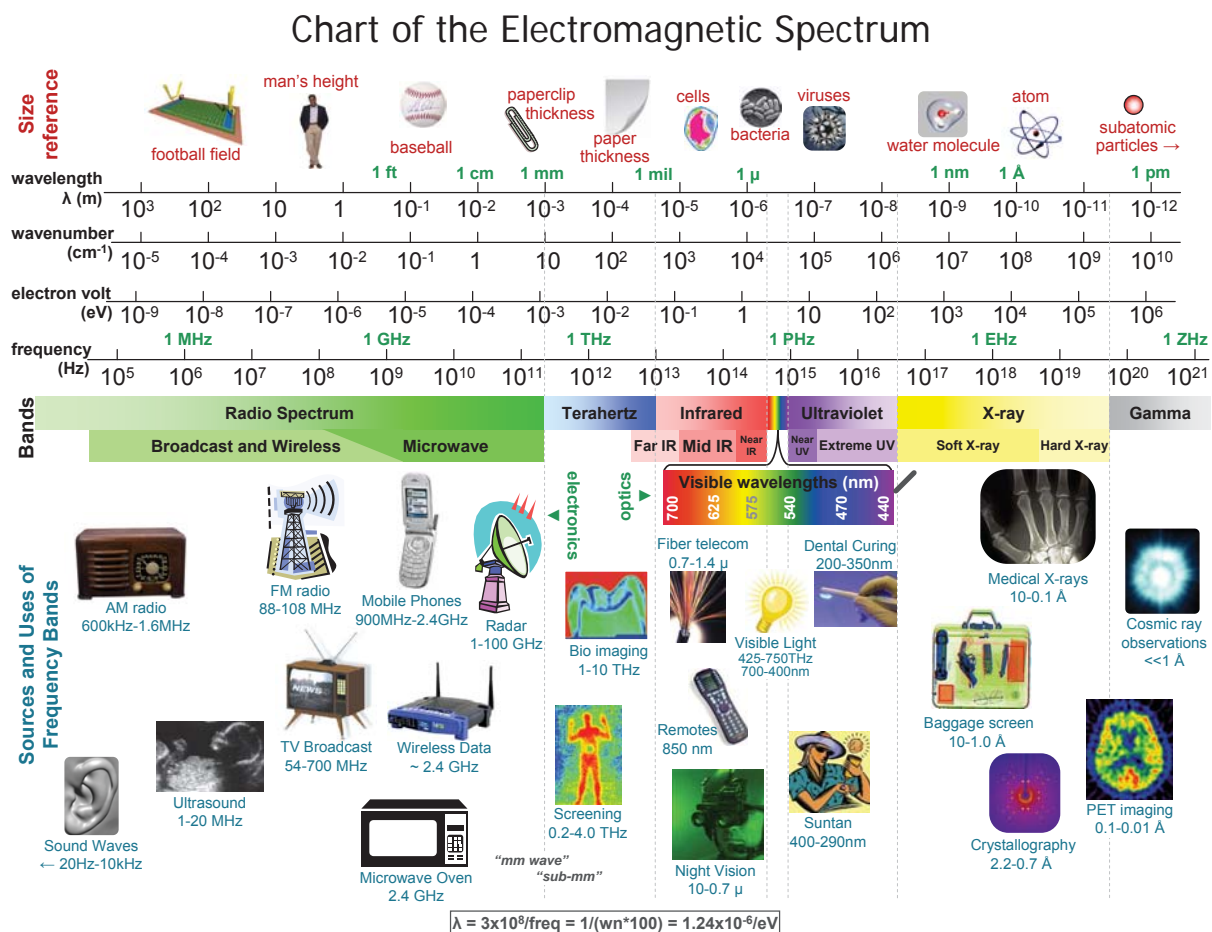 Chart of the Electromagnetic Spectrum
Size
reference
football field
man's height
baseball
paperclip
thickness
paper
thickness
cells
bacteria
viruses
water molecule
atom
subatomic
particles →
wavelength
λ (m)
1 ft 1 cm 1 mm 1 mil 1 µ 1 nm 1 Å 1 pm
10³ 10² 10 1 10⁻¹ 10⁻² 10⁻³ 10⁻⁴ 10⁻⁵ 10⁻⁶ 10⁻⁷ 10⁻⁸ 10⁻⁹ 10⁻¹⁰ 10⁻¹¹ 10⁻¹²
wavenumber
(cm⁻¹)
10⁻⁵ 10⁻⁴ 10⁻³ 10⁻² 10⁻¹ 1 10 10² 10³ 10⁴ 10⁵ 10⁶ 10⁷ 10⁸ 10⁹ 10¹⁰
electron volt
(eV)
10⁻⁹ 10⁻⁸ 10⁻⁷ 10⁻⁶ 10⁻⁵ 10⁻⁴ 10⁻³ 10⁻² 10⁻¹ 1 10 10² 10³ 10⁴ 10⁵ 10⁶
frequency
(Hz)
1 MHz 1 GHz 1 THz 1 PHz 1 EHz 1 ZHz
10⁵ 10⁶ 10⁷ 10⁸ 10⁹ 10¹⁰ 10¹¹ 10¹² 10¹³ 10¹⁴ 10¹⁵ 10¹⁶ 10¹⁷ 10¹⁸ 10¹⁹ 10²⁰ 10²¹
Bands
Radio Spectrum Terahertz Infrared Ultraviolet X-ray Gamma
Broadcast and Wireless Microwave
Far IR Mid IR
Near
IR
Near
UV
Extreme UV
Soft X-ray Hard X-ray
Visible wavelengths (nm)
700 625 575 540 470 440
electronics
optics
Sources and Uses of
Frequency Bands
AM radio
600kHz-1.6MHz
FM radio
88-108 MHz
Mobile Phones
900MHz-2.4GHz
Radar
1-100 GHz
Bio imaging
1-10 THz
Fiber telecom
0.7-1.4 µ
Visible Light
425-750THz
700-400nm
Dental Curing
200-350nm
Medical X-rays
10-0.1 Å
Cosmic ray
observations
<<1 Å
NEWS
TV Broadcast
54-700 MHz
Wireless Data
~ 2.4 GHz
Remotes
850 nm
Baggage screen
10-1.0 Å
Sound Waves
← 20Hz-10kHz
Ultrasound
1-20 MHz
Microwave Oven
2.4 GHz
Screening
0.2-4.0 THz
"mm wave"
"sub-mm"
Night Vision
10-0.7 µ
Suntan
400-290nm
Crystallography
2.2-0.7 Å
PET imaging
0.1-0.01 Å
λ = 3x10⁸/freq = 1/(wn*100) = 1.24x10⁻⁶/eV